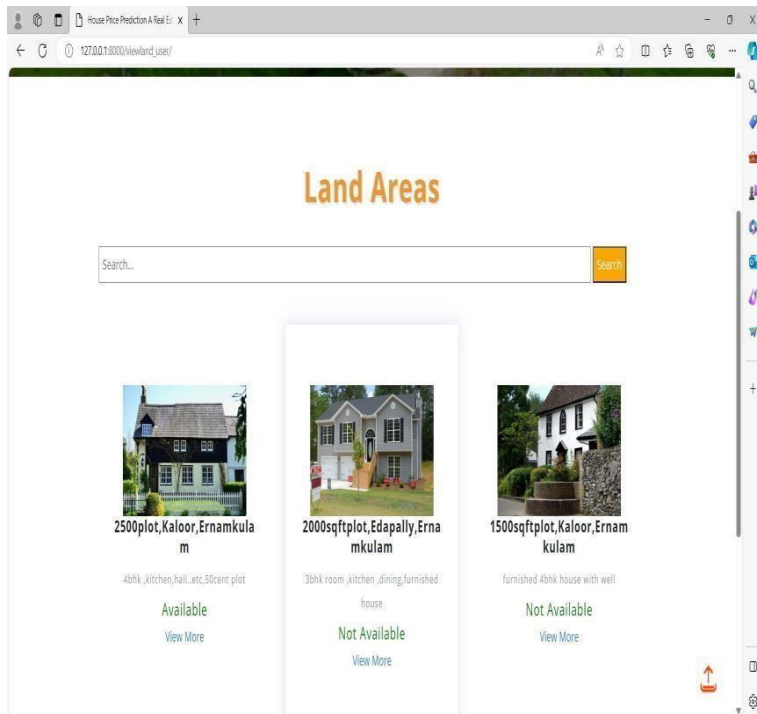 House Price Prediction A Real Es
127.0.0.1:8000/viewland_user/
Land Areas
Search...
Search
2500plot,Kaloor,Ernamkula
m
4bhk ,kitchen,hall..etc,50cent plot
Available
View More
2000sqftplot,Edapally,Erna
mkulam
3bhk room ,kitchen ,dining,furnished
house
Not Available
View More
1500sqftplot,Kaloor,Ernam
kulam
furnished 4bhk house with well
Not Available
View More